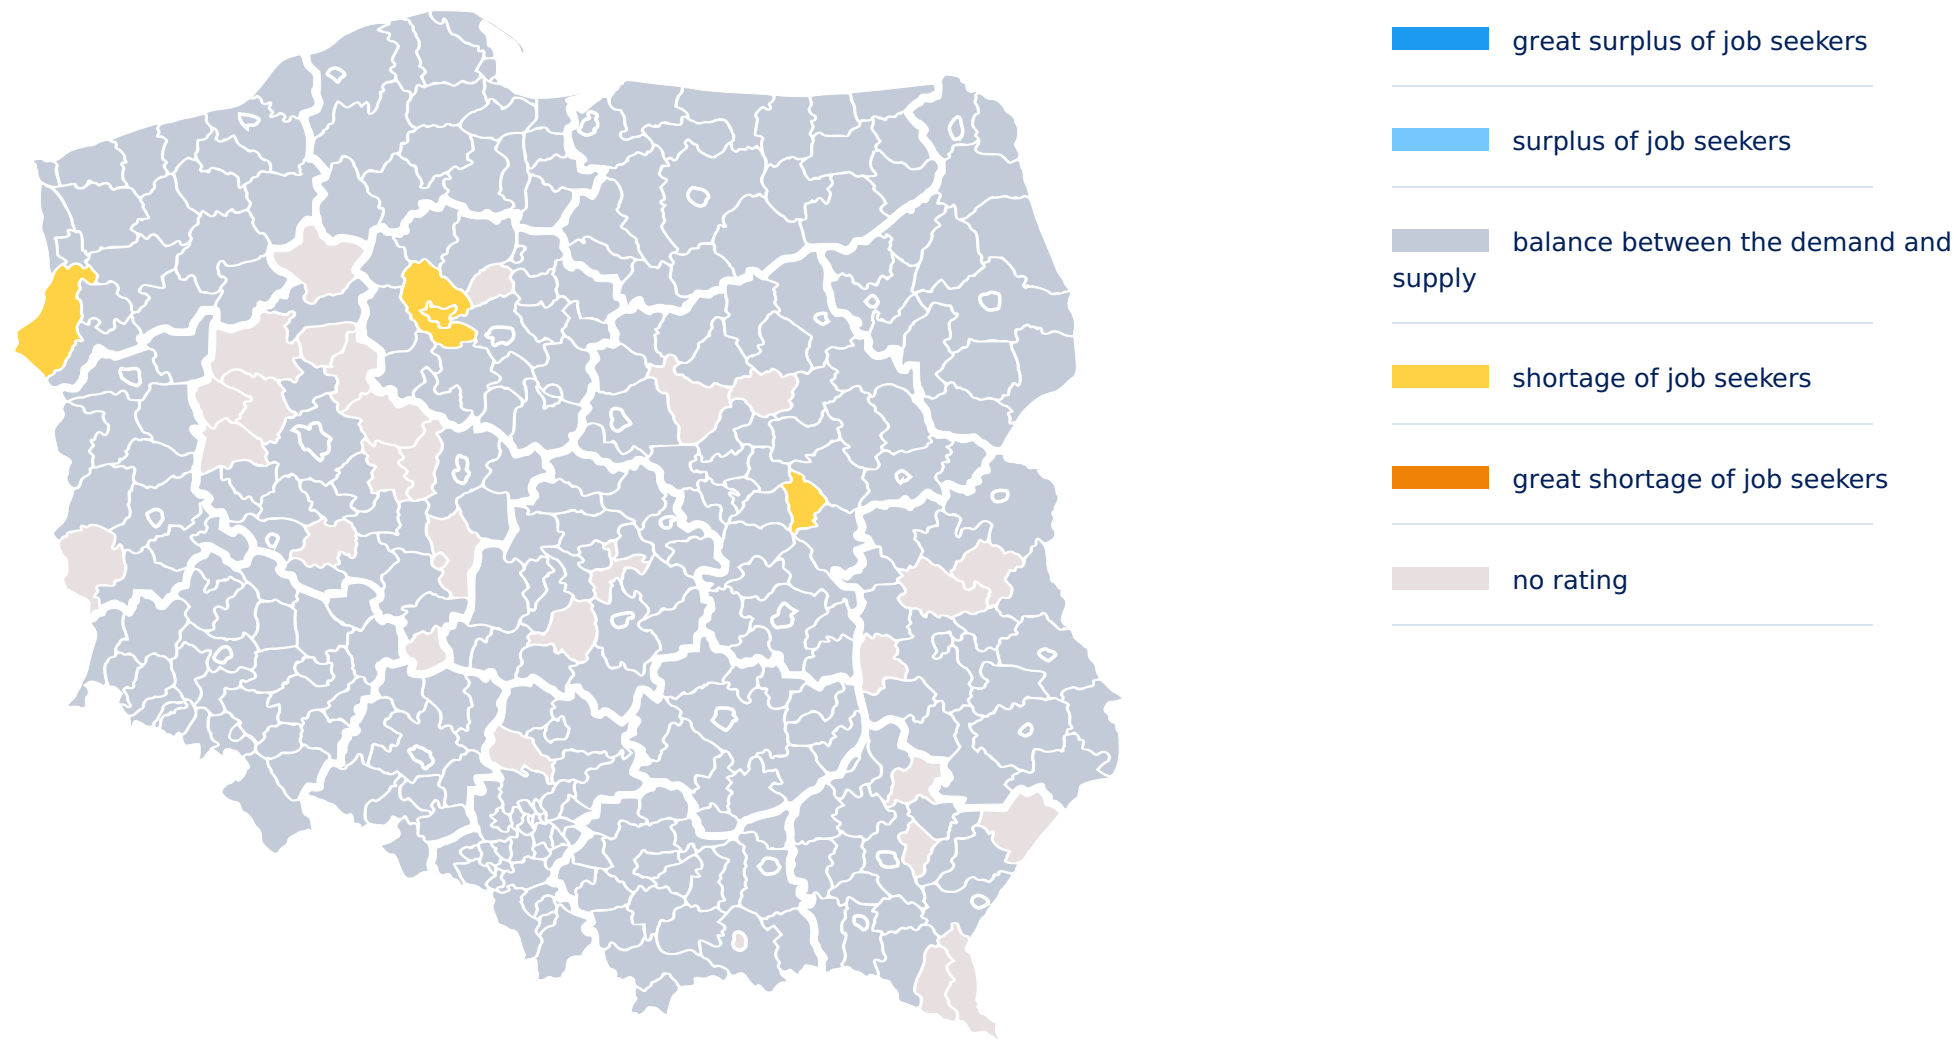 great surplus of job seekers
surplus of job seekers
balance between the demand and
supply
shortage of job seekers
great shortage of job seekers
no rating